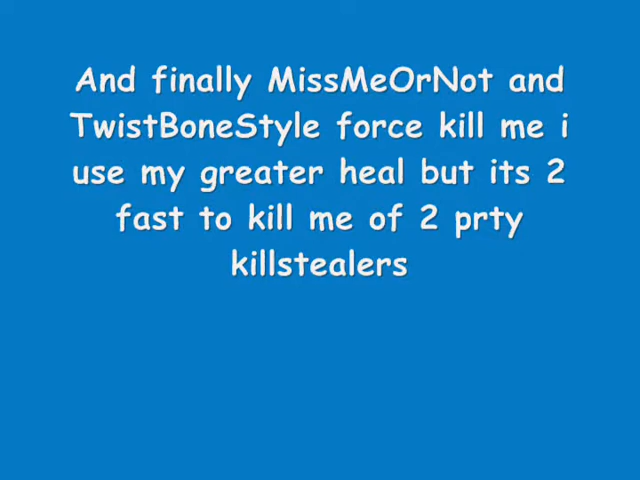 And finally MissMeOrNot and
TwistBoneStyle force kill me i
use my greater heal but its 2
fast to kill me of 2 prty
killstealers